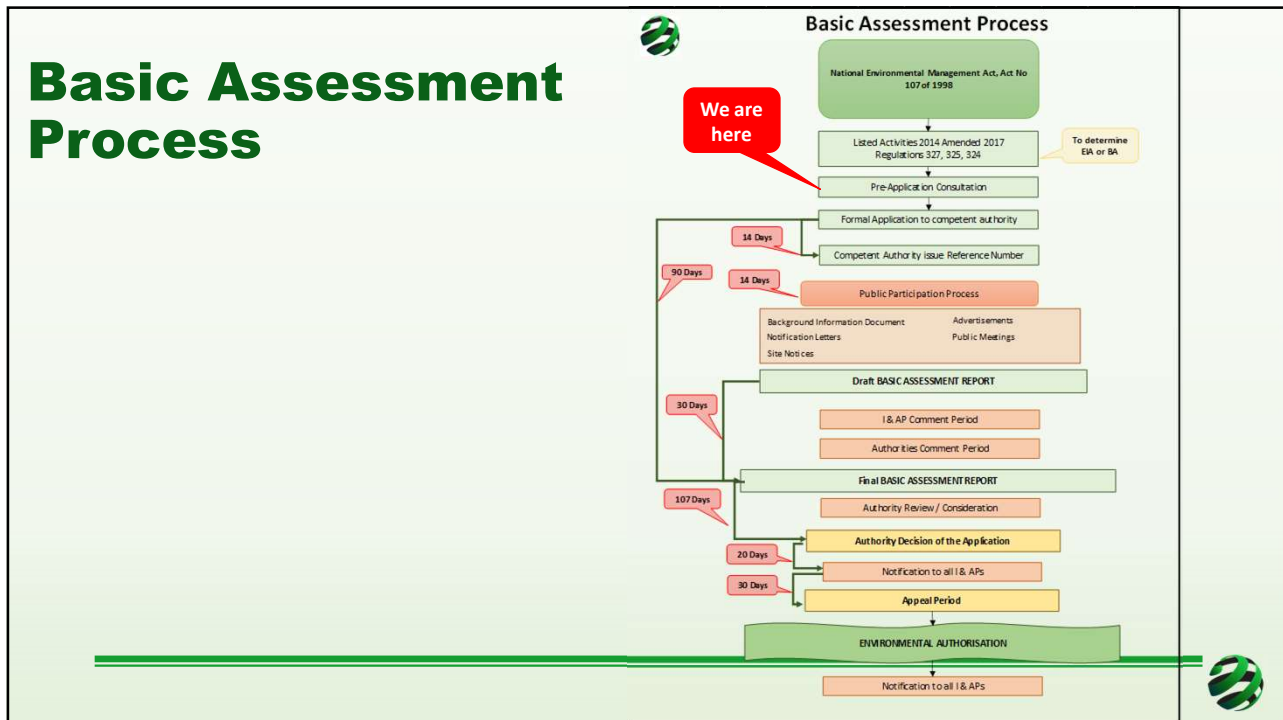 Basic Assessment
Process
Basic Assessment Process
National Environmental Management Act, Act No
107 of 1998
We are
here
Listed Activities 2014 Amended 2017
Regulations 327, 325, 324
To determine
EIA or BA
Pre-Application Consultation
Formal Application to competent authority
14 Days
Competent Authority issue Reference Number
90 Days
14 Days
Public Participation Process
Background Information Document
Advertisements
Notification Letters
Public Meetings
Site Notices
Draft BASIC ASSESSMENT REPORT
30 Days
I & AP Comment Period
Authorities Comment Period
Final BASIC ASSESSMENT REPORT
107 Days
Authority Review / Consideration
Authority Decision of the Application
20 Days
Notification to all I & APs
30 Days
Appeal Period
ENVIRONMENTAL AUTHORISATION
Notification to all I & APs